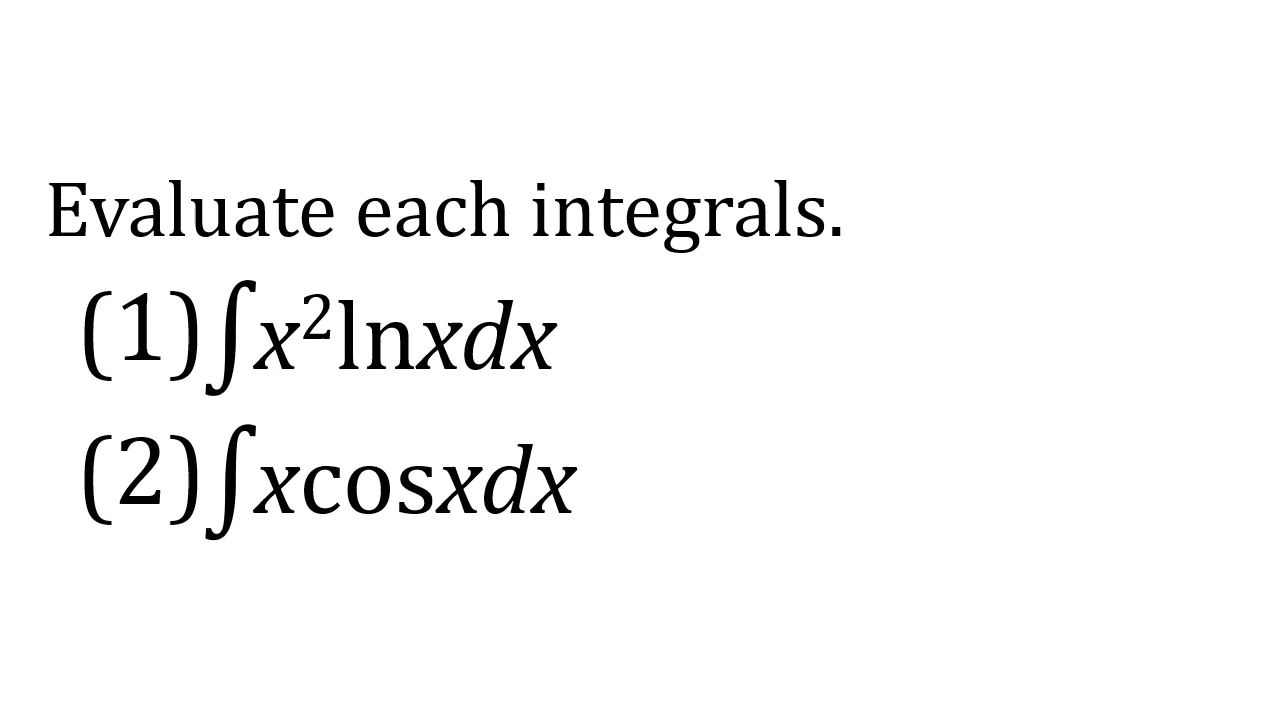 Evaluate each integrals.
(1)∫x²lnxdx
(2)∫xcosxdx